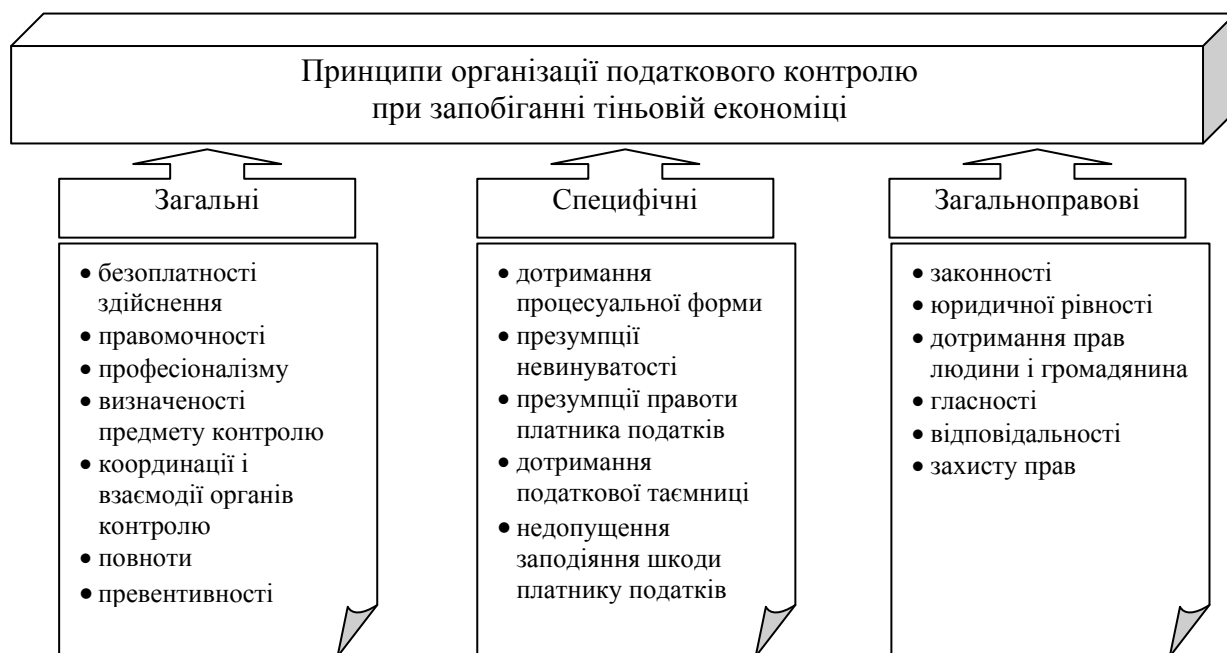 Принципи організації податкового контролю
при запобіганні тіньовій економіці
Загальні
• безоплатності
здійснення
• правомочності
• професіоналізму
• визначеності
предмету контролю
• координації і
взаємодії органів
контролю
• повноти
• превентивності
Специфічні
• дотримання
процесуальної форми
• презумпції
невинуватості
• презумпції правоти
платника податків
• дотримання
податкової таємниці
• недопущення
заподіяння шкоди
платнику податків
Загальноправові
• законності
• юридичної рівності
• дотримання прав
людини і громадянина
• гласності
• відповідальності
• захисту прав